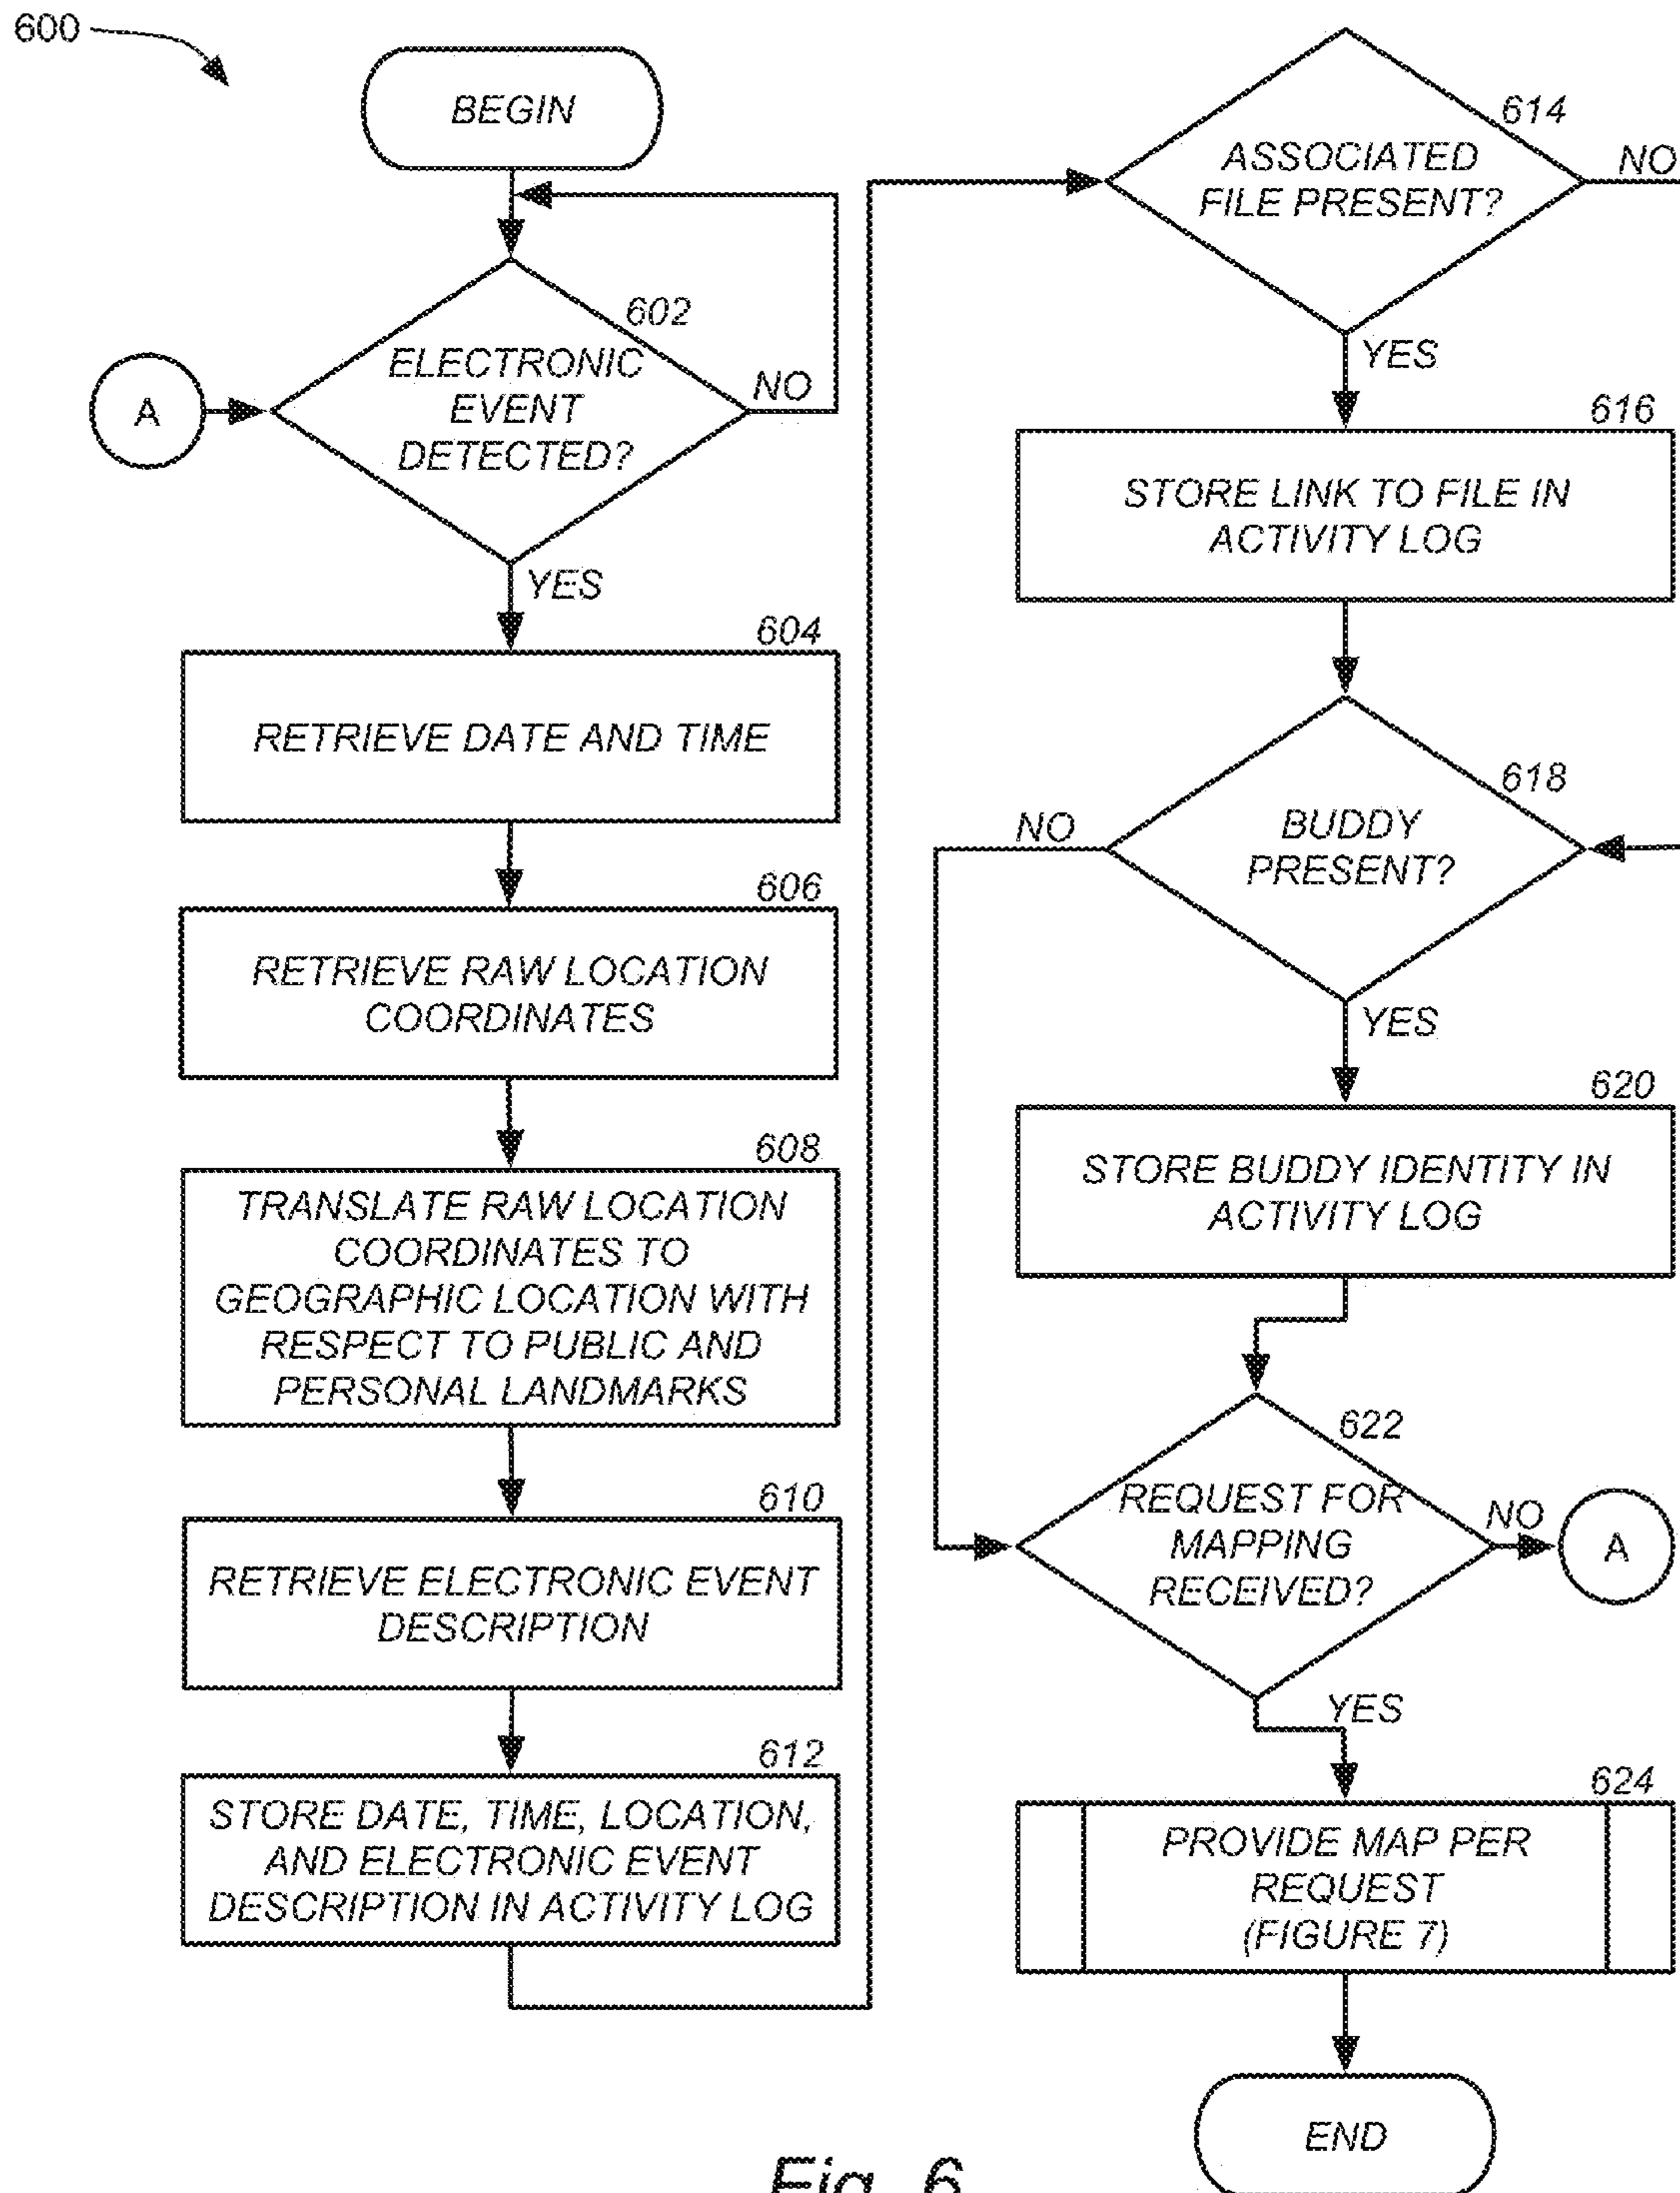 600
BEGIN
602
ELECTRONIC
EVENT
DETECTED?
NO
A
YES
604
RETRIEVE DATE AND TIME
606
RETRIEVE RAW LOCATION
COORDINATES
608
TRANSLATE RAW LOCATION
COORDINATES TO
GEOGRAPHIC LOCATION WITH
RESPECT TO PUBLIC AND
PERSONAL LANDMARKS
610
RETRIEVE ELECTRONIC EVENT
DESCRIPTION
612
STORE DATE, TIME, LOCATION,
AND ELECTRONIC EVENT
DESCRIPTION IN ACTIVITY LOG
614
ASSOCIATED
FILE PRESENT?
NO
YES
616
STORE LINK TO FILE IN
ACTIVITY LOG
618
BUDDY
PRESENT?
NO
YES
620
STORE BUDDY IDENTITY IN
ACTIVITY LOG
622
REQUEST FOR
MAPPING
RECEIVED?
NO
A
YES
624
PROVIDE MAP PER
REQUEST
(FIGURE 7)
END
Fig. 6